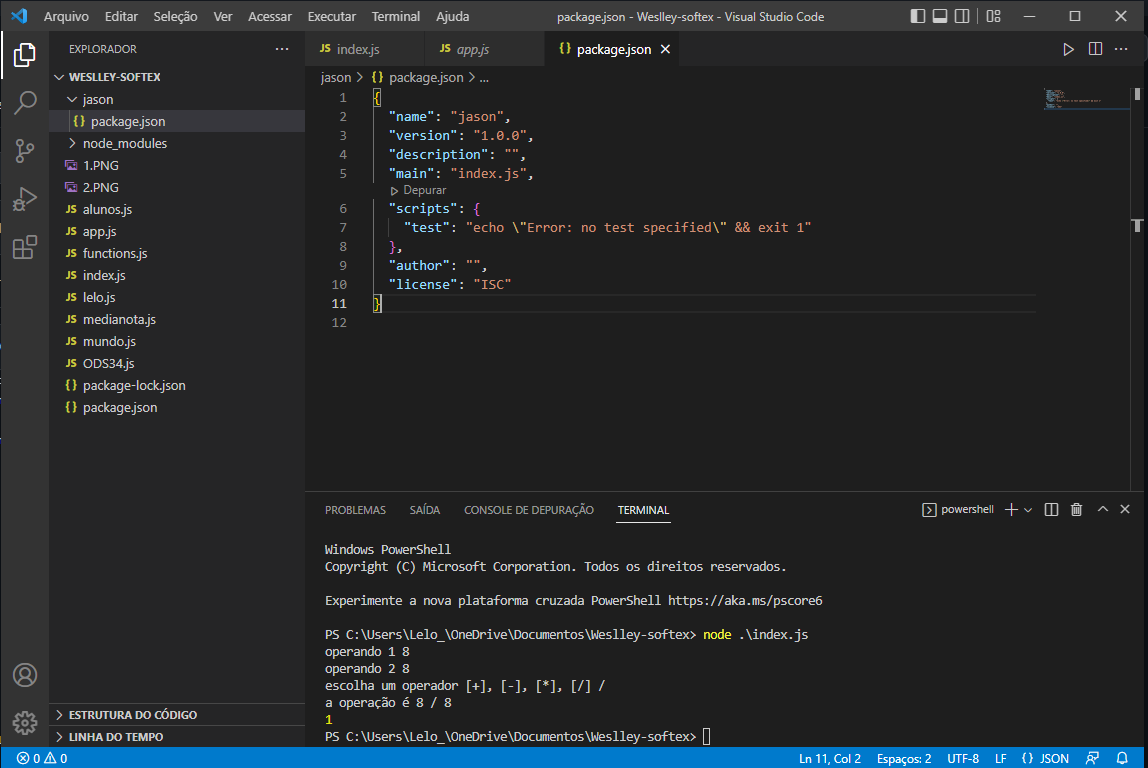 Arquivo Editar Seleção Ver Acessar Executar Terminal Ajuda package.json - Weslley-softex - Visual Studio Code
EXPLORADOR ···
WESLLEY-SOFTEX
jason
{} package.json
node_modules
1.PNG
2.PNG
JS alunos.js
JS app.js
JS functions.js
JS index.js
JS lelo.js
JS medianota.js
JS mundo.js
JS ODS34.js
{} package-lock.json
{} package.json
ESTRUTURA DO CÓDIGO
LINHA DO TEMPO
JS index.js JS app.js {} package.json
jason > {} package.json > ...
1 {
2 "name": "jason",
3 "version": "1.0.0",
4 "description": "",
5 "main": "index.js",
Depurar
6 "scripts": {
7 "test": "echo \"Error: no test specified\" && exit 1"
8 },
9 "author": "",
10 "license": "ISC"
11 }
12
PROBLEMAS SAÍDA CONSOLE DE DEPURAÇÃO TERMINAL powershell
Windows PowerShell
Copyright (C) Microsoft Corporation. Todos os direitos reservados.
Experimente a nova plataforma cruzada PowerShell https://aka.ms/pscore6
PS C:\Users\Lelo_\OneDrive\Documentos\Weslley-softex> node .\index.js
operando 1 8
operando 2 8
escolha um operador [+], [-], [*], [/] /
a operação é 8 / 8
1
PS C:\Users\Lelo_\OneDrive\Documentos\Weslley-softex>
0 0 Ln 11, Col 2 Espaços: 2 UTF-8 LF {} JSON